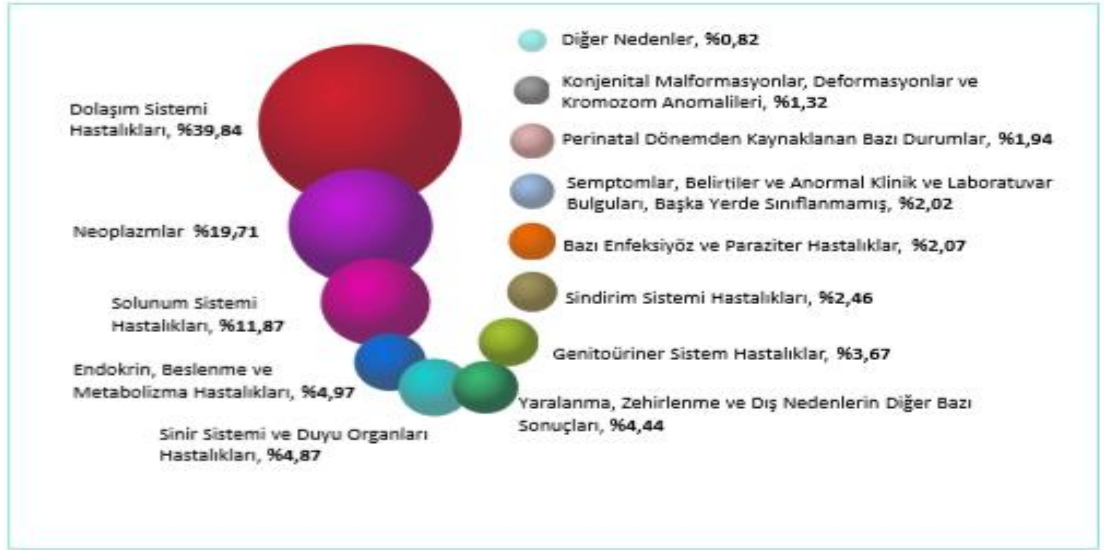 Dolaşım Sistemi
Hastalıkları, %39,84
Neoplazmlar %19,71
Solunum Sistemi
Hastalıkları, %11,87
Endokrin, Beslenme ve
Metabolizma Hastalıkları, %4,97
Sinir Sistemi ve Duyu Organları
Hastalıkları, %4,87
Diğer Nedenler, %0,82
Konjenital Malformasyonlar, Deformasyonlar ve
Kromozom Anomalileri, %1,32
Perinatal Dönemden Kaynaklanan Bazı Durumlar, %1,94
Semptomlar, Belirtiler ve Anormal Klinik ve Laboratuvar
Bulguları, Başka Yerde Sınıflanmamış, %2,02
Bazı Enfeksiyöz ve Paraziter Hastalıklar, %2,07
Sindirim Sistemi Hastalıkları, %2,46
Genitoüriner Sistem Hastalıklar, %3,67
Yaralanma, Zehirlenme ve Dış Nedenlerin Diğer Bazı
Sonuçları, %4,44